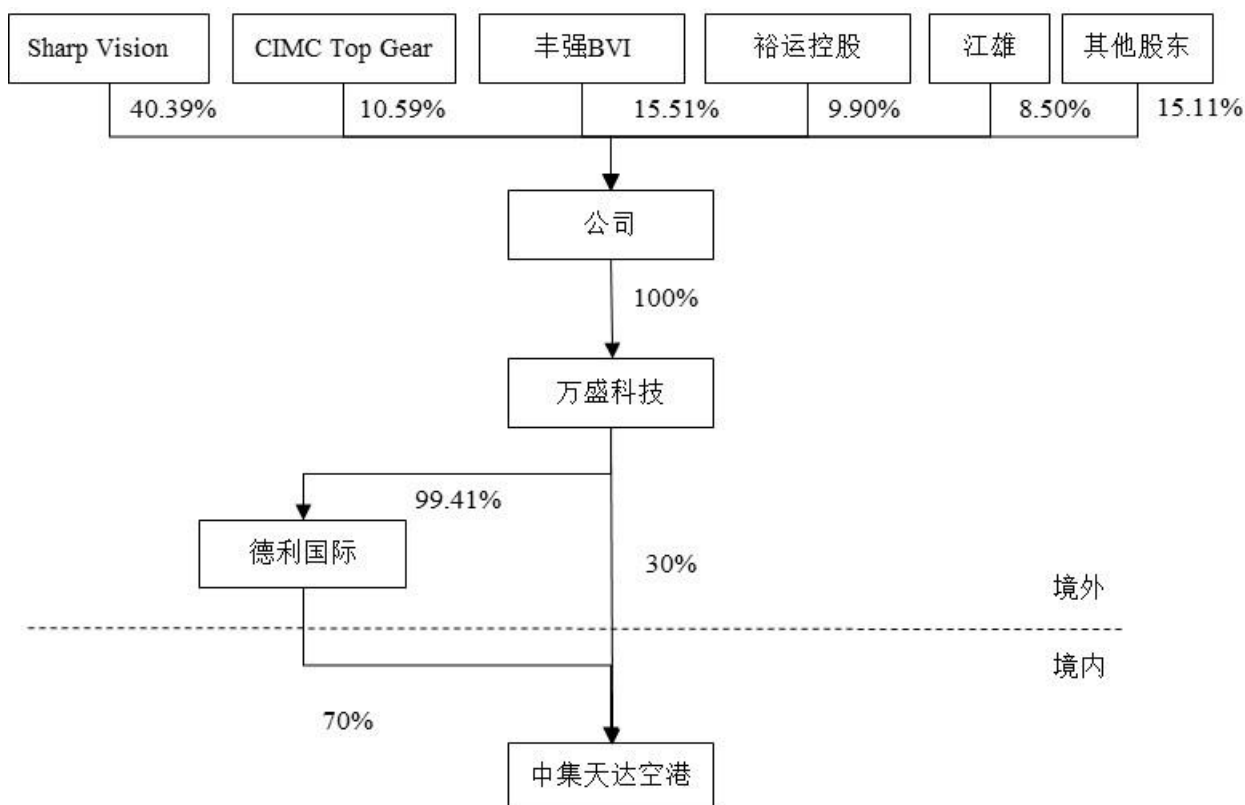 Sharp Vision
CIMC Top Gear
丰强BVI
裕运控股
江雄
其他股东
40.39%
10.59%
15.51%
9.90%
8.50%
15.11%
公司
100%
万盛科技
99.41%
德利国际
30%
境外
境内
70%
中集天达空港